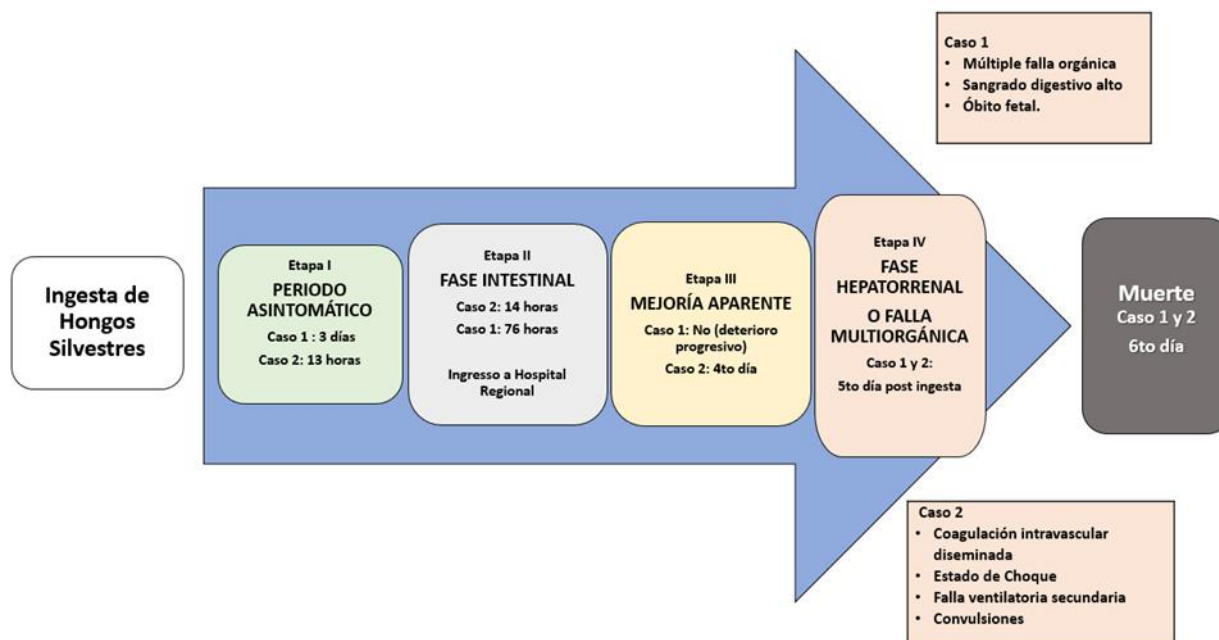 Ingesta de
Hongos
Silvestres
Etapa I
PERIODO
ASINTOMÁTICO
Caso 1 : 3 días
Caso 2: 13 horas
Etapa II
FASE INTESTINAL
Caso 2: 14 horas
Caso 1: 76 horas
Ingreso a Hospital
Regional
Etapa III
MEJORÍA APARENTE
Caso 1: No (deterioro
progresivo)
Caso 2: 4to día
Etapa IV
FASE
HEPATORRENAL
O FALLA
MULTIORGÁNICA
Caso 1 y 2:
5to día post ingesta
Caso 1
• Múltiple falla orgánica
• Sangrado digestivo alto
• Óbito fetal.
Caso 2
• Coagulación intravascular
diseminada
• Estado de Choque
• Falla ventilatoria secundaria
• Convulsiones
Muerte
Caso 1 y 2
6to día